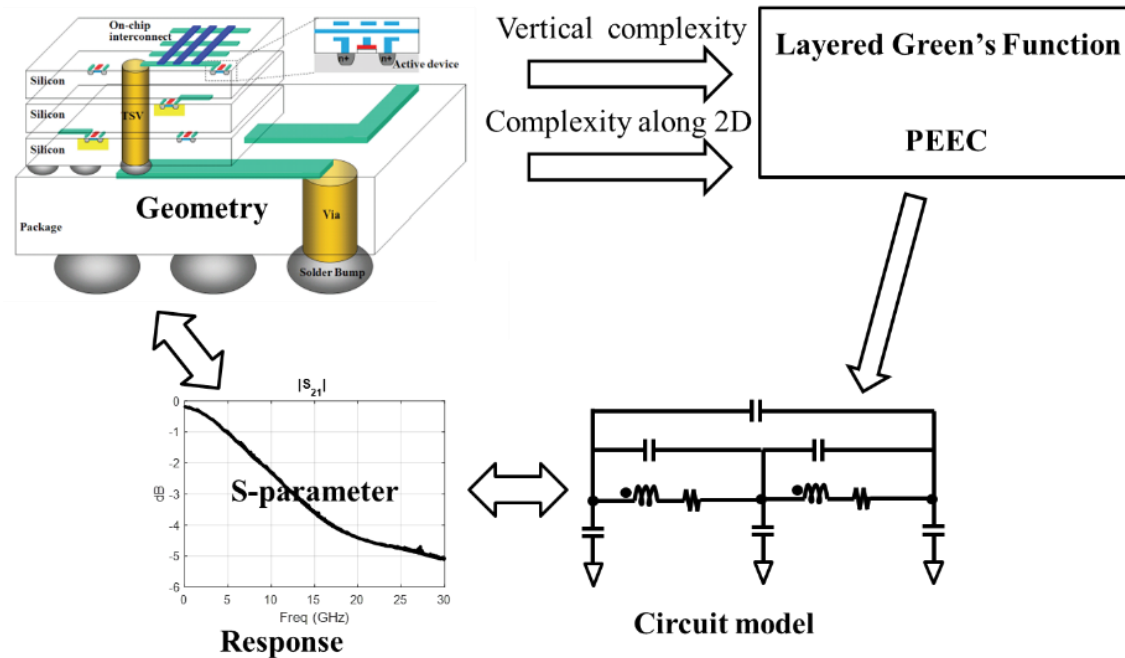 On-chip
interconnect
n+
n+
Active device
Silicon
TSV
Silicon
Silicon
Geometry
Package
Via
Solder Bump
Vertical complexity
Complexity along 2D
Layered Green's Function
PEEC
|S21|
0
-1
-2
-3
-4
-5
-6
dB
S-parameter
0
5
10
15
20
25
30
Freq (GHz)
Response
Circuit model